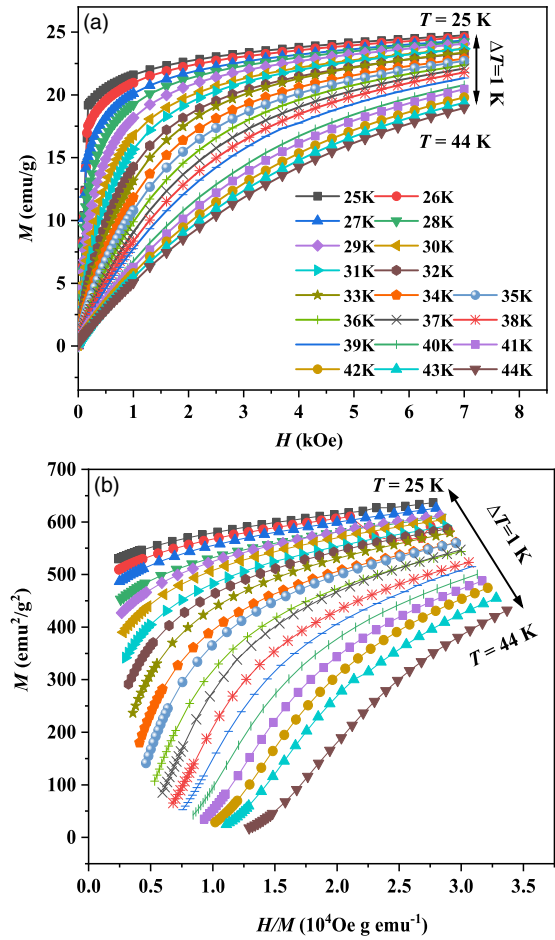 (a)
T = 25 K
ΔT=1 K
T = 44 K
25
20
15
10
5
0
M (emu/g)
25K 26K
27K 28K
29K 30K
31K 32K
33K 34K 35K
36K 37K 38K
39K 40K 41K
42K 43K 44K
0 1 2 3 4 5 6 7 8
H (kOe)
(b)
T = 25 K
ΔT=1 K
T = 44 K
700
600
500
400
300
200
100
0
M (emu²/g²)
0.0 0.5 1.0 1.5 2.0 2.5 3.0 3.5
H/M (10⁴Oe g emu⁻¹)